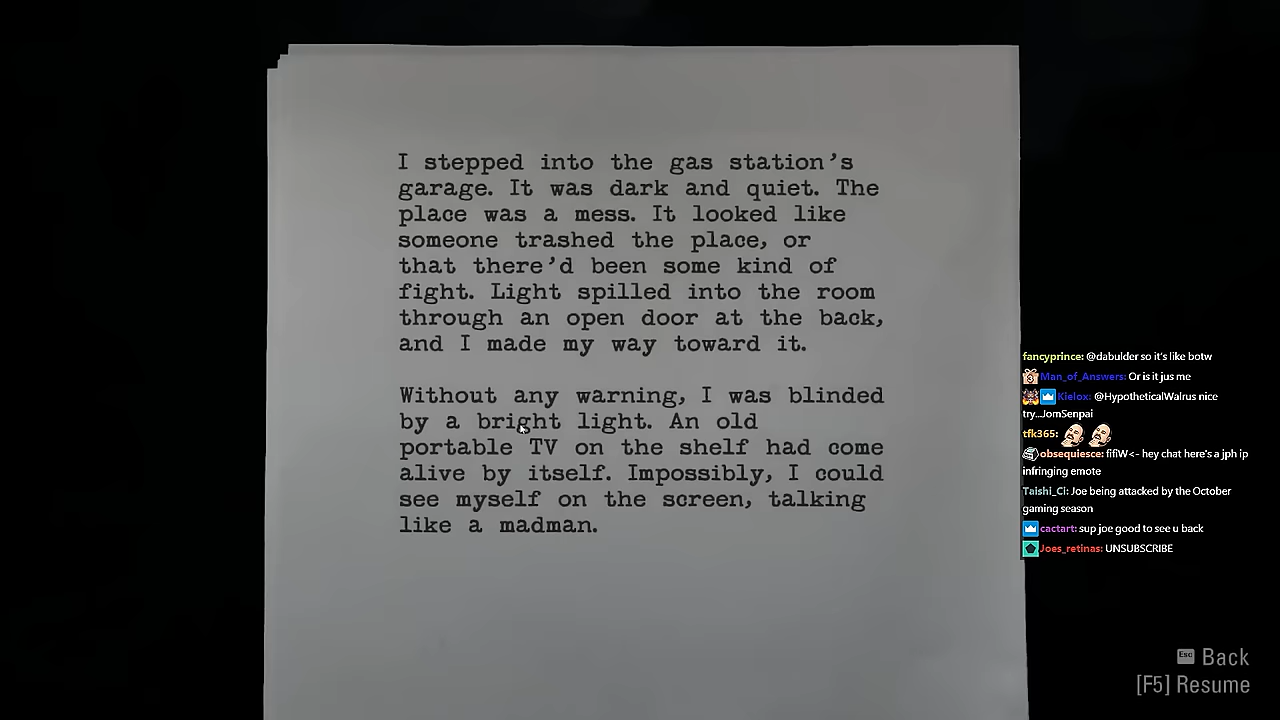 I stepped into the gas station's
garage. It was dark and quiet. The
place was a mess. It looked like
someone trashed the place, or
that there'd been some kind of
fight. Light spilled into the room
through an open door at the back,
and I made my way toward it.
Without any warning, I was blinded
by a bright light. An old
portable TV on the shelf had come
alive by itself. Impossibly, I could
see myself on the screen, talking
like a madman.
fancyprince: @dabulder so it's like botw
Man_of_Answers: Or is it jus me
Kielox: @HypotheticalWalrus nice
try...JomSenpai
tfk365:
obsequiesce: fifiW<- hey chat here's a jph ip
infringing emote
Taishi_Ci: Joe being attacked by the October
gaming season
cactart: sup joe good to see u back
Joes_retinas: UNSUBSCRIBE
Esc Back
[F5] Resume